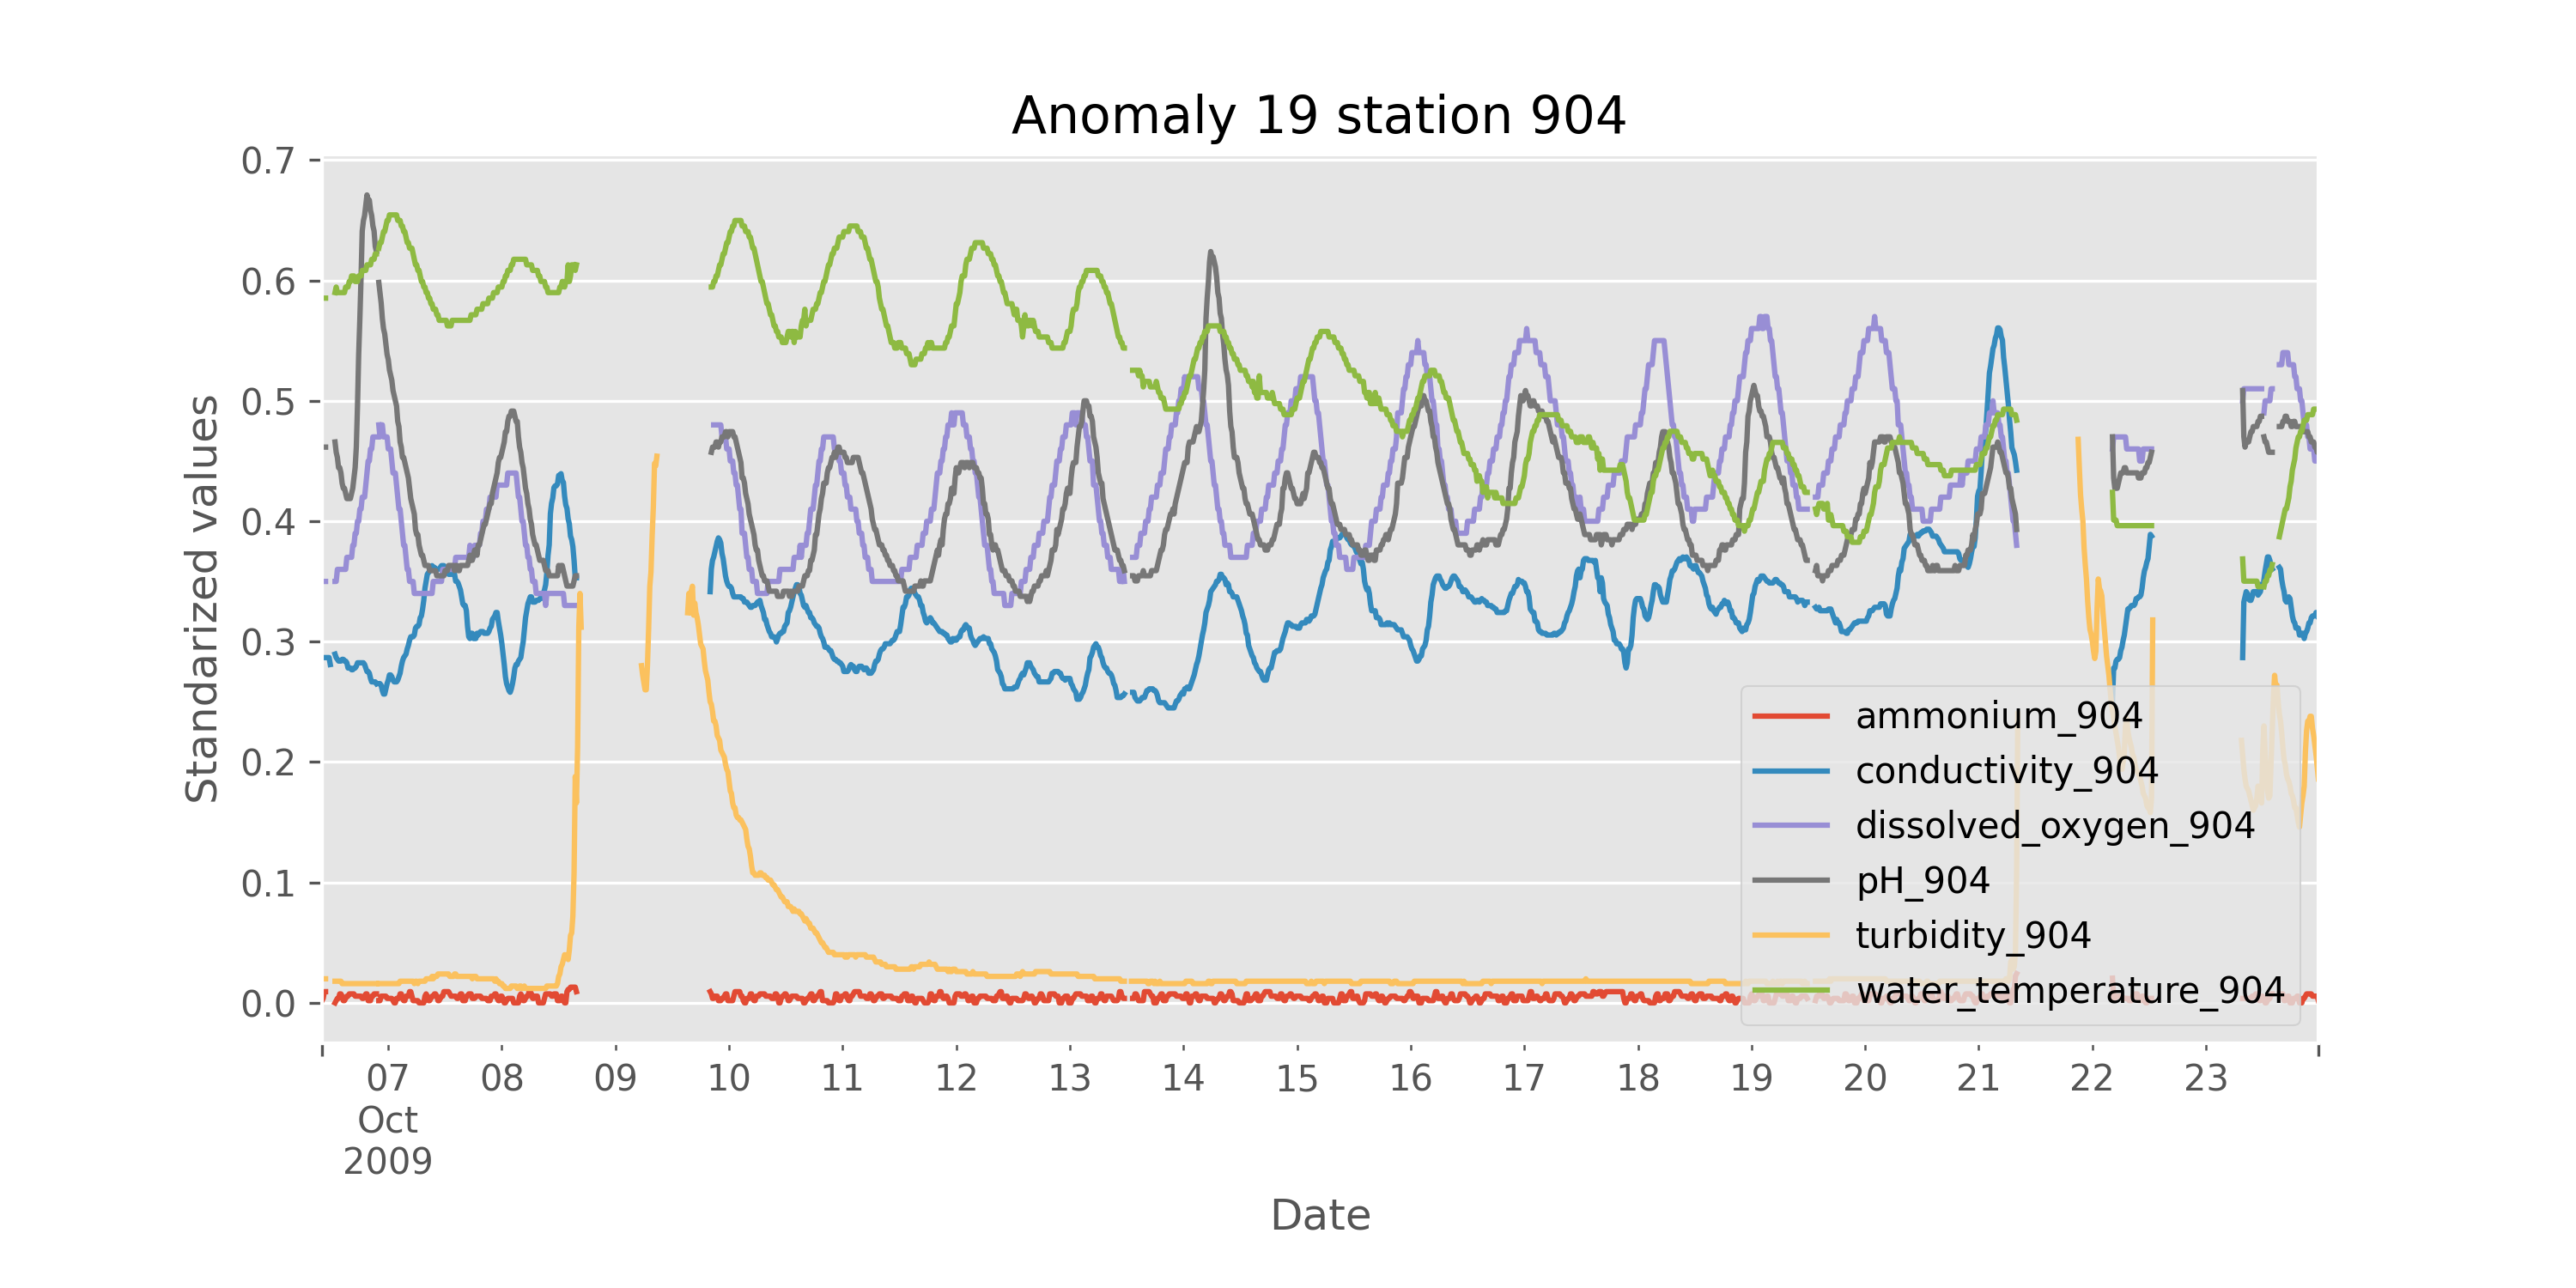 Anomaly 19 station 904
Standarized values
0.7
0.6
0.5
0.4
0.3
0.2
0.1
0.0
ammonium_904
conductivity_904
dissolved_oxygen_904
pH_904
turbidity_904
water_temperature_904
07 08 09 10 11 12 13 14 15 16 17 18 19 20 21 22 23
Oct
2009
Date